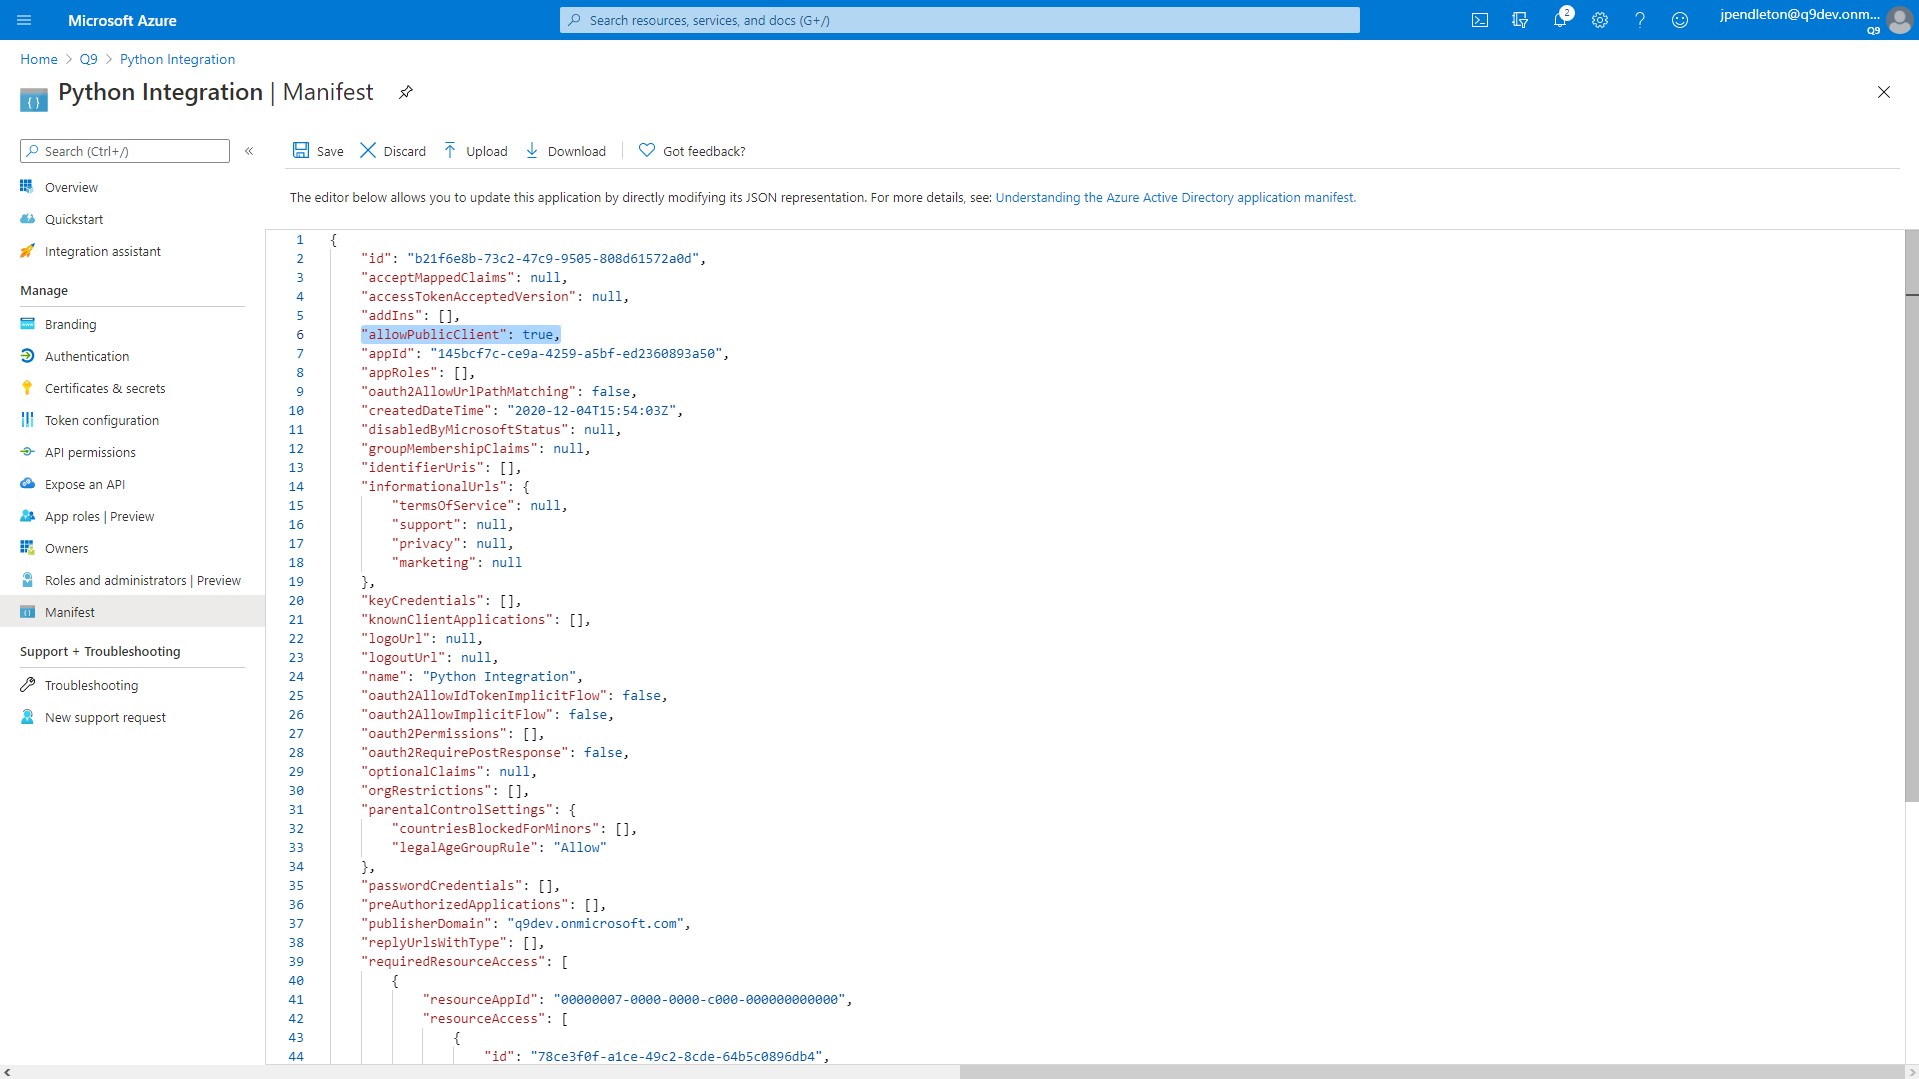 Microsoft Azure
Search resources, services, and docs (G+/)
2
jpendleton@q9dev.onm...
Q9
Home > Q9 > Python Integration
Python Integration | Manifest
Search (Ctrl+/)
«
Save
Discard
Upload
Download
Got feedback?
The editor below allows you to update this application by directly modifying its JSON representation. For more details, see: Understanding the Azure Active Directory application manifest.
Overview
Quickstart
Integration assistant
Manage
Branding
Authentication
Certificates & secrets
Token configuration
API permissions
Expose an API
App roles | Preview
Owners
Roles and administrators | Preview
Manifest
Support + Troubleshooting
Troubleshooting
New support request
1 {
2 "id": "b21f6e8b-73c2-47c9-9505-808d61572a0d",
3 "acceptMappedClaims": null,
4 "accessTokenAcceptedVersion": null,
5 "addIns": [],
6 "allowPublicClient": true,
7 "appId": "145bcf7c-ce9a-4259-a5bf-ed2360893a50",
8 "appRoles": [],
9 "oauth2AllowUrlPathMatching": false,
10 "createdDateTime": "2020-12-04T15:54:03Z",
11 "disabledByMicrosoftStatus": null,
12 "groupMembershipClaims": null,
13 "identifierUris": [],
14 "informationalUrls": {
15 "termsOfService": null,
16 "support": null,
17 "privacy": null,
18 "marketing": null
19 },
20 "keyCredentials": [],
21 "knownClientApplications": [],
22 "logoUrl": null,
23 "logoutUrl": null,
24 "name": "Python Integration",
25 "oauth2AllowIdTokenImplicitFlow": false,
26 "oauth2AllowImplicitFlow": false,
27 "oauth2Permissions": [],
28 "oauth2RequirePostResponse": false,
29 "optionalClaims": null,
30 "orgRestrictions": [],
31 "parentalControlSettings": {
32 "countriesBlockedForMinors": [],
33 "legalAgeGroupRule": "Allow"
34 },
35 "passwordCredentials": [],
36 "preAuthorizedApplications": [],
37 "publisherDomain": "q9dev.onmicrosoft.com",
38 "replyUrlsWithType": [],
39 "requiredResourceAccess": [
40 {
41 "resourceAppId": "00000007-0000-0000-c000-000000000000",
42 "resourceAccess": [
43 {
44 "id": "78ce3f0f-a1ce-49c2-8cde-64b5c0896db4",